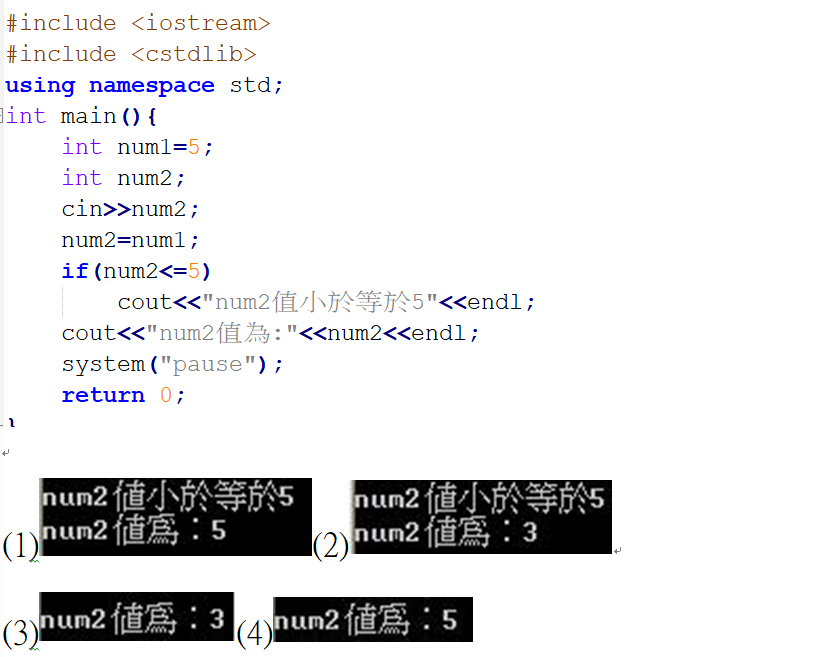 #include <iostream>
#include <cstdlib>
using namespace std;
int main(){
    int num1=5;
    int num2;
    cin>>num2;
    num2=num1;
    if(num2<=5)
        cout<<"num2值小於等於5"<<endl;
    cout<<"num2值為:"<<num2<<endl;
    system("pause");
    return 0;
}
(1) num2值小於等於5
num2值為：5
(2) num2值小於等於5
num2值為：3
(3) num2值為：3
(4) num2值為：5